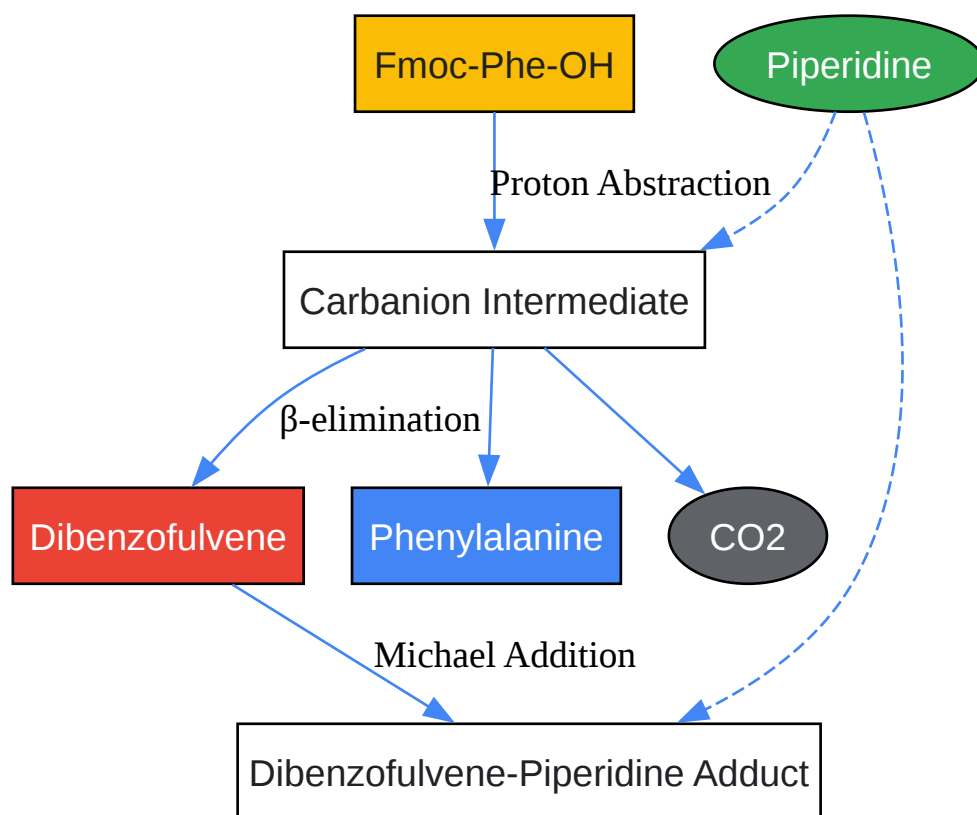 Fmoc-Phe-OH
Piperidine
Proton Abstraction
Carbanion Intermediate
β-elimination
Dibenzofulvene
Phenylalanine
CO2
Michael Addition
Dibenzofulvene-Piperidine Adduct